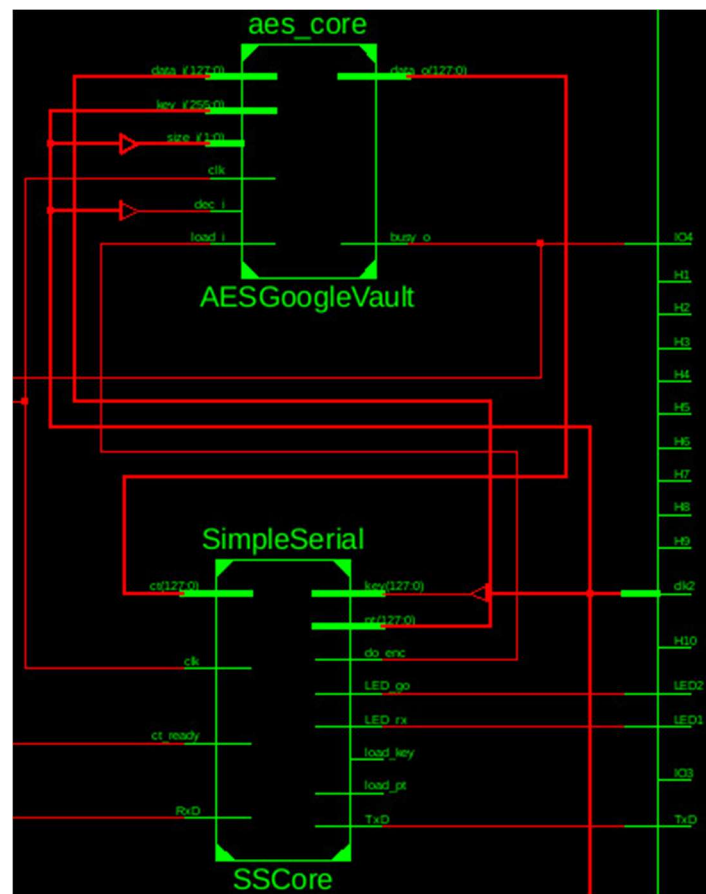 aes_core
data_i(127:0)
data_o(127:0)
key_i(255:0)
size_i(1:0)
clk
dec_i
load_i
busy_o
AESGoogleVault
IO4
H1
H2
H3
H4
H5
H6
H7
H8
H9
clk2
H10
LED2
LED1
IO3
TxD
SimpleSerial
ct(127:0)
key(127:0)
pt(127:0)
clk
do_enc
LED_go
LED_rx
ct_ready
load_key
load_pt
RxD
TxD
SSCore